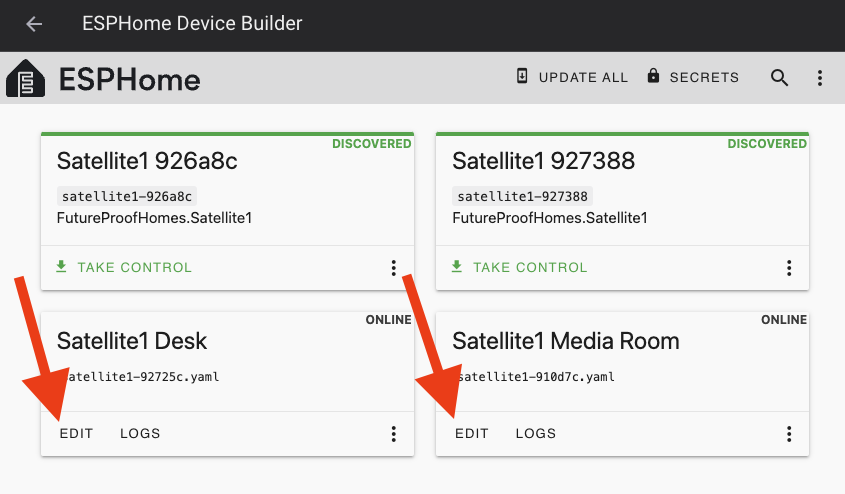 ESPHome Device Builder
ESPHome
UPDATE ALL
SECRETS
DISCOVERED
Satellite1 926a8c
satellite1-926a8c
FutureProofHomes.Satellite1
TAKE CONTROL
DISCOVERED
Satellite1 927388
satellite1-927388
FutureProofHomes.Satellite1
TAKE CONTROL
ONLINE
Satellite1 Desk
satellite1-92725c.yaml
EDIT
LOGS
ONLINE
Satellite1 Media Room
satellite1-910d7c.yaml
EDIT
LOGS